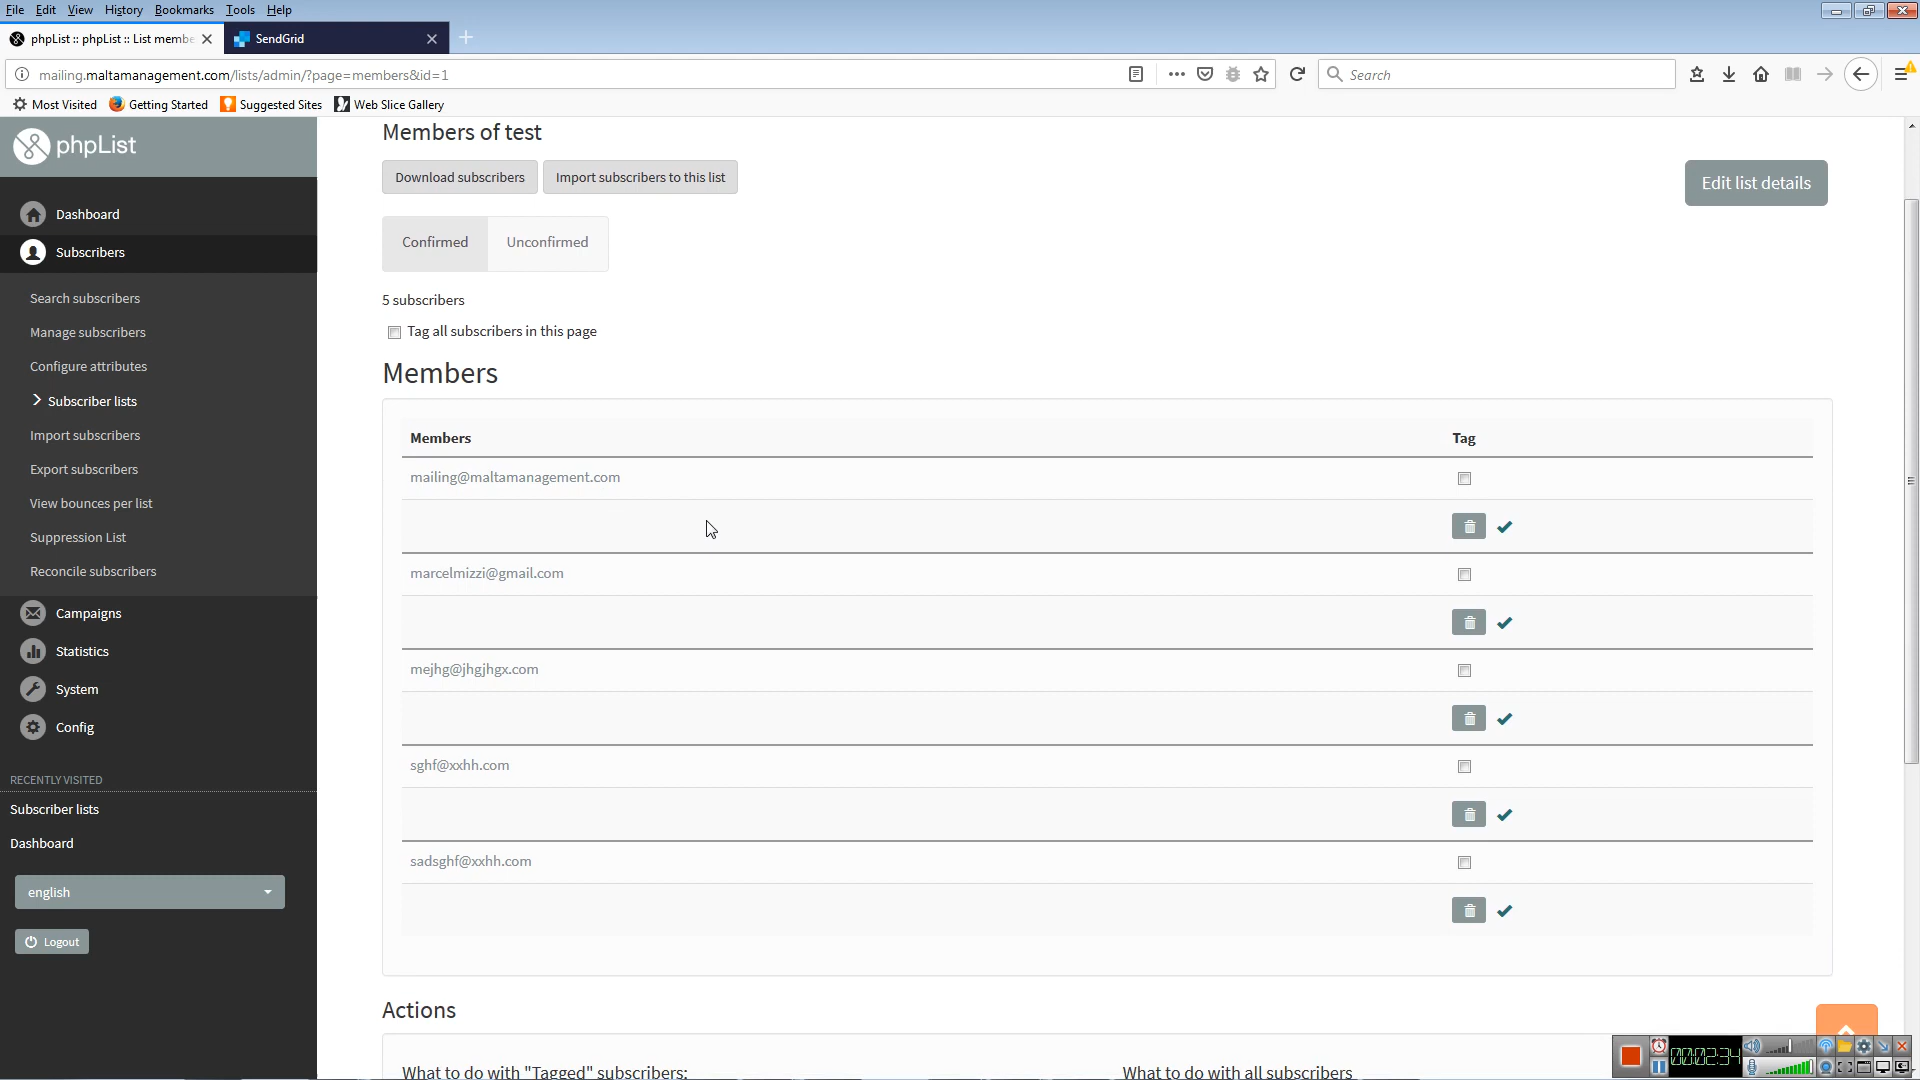 File Edit View History Bookmarks Tools Help
phpList :: phpList :: List membe
SendGrid
mailing.maltamanagement.com/lists/admin/?page=members&id=1
Search
Most Visited Getting Started Suggested Sites Web Slice Gallery
phpList
Dashboard
Subscribers
Search subscribers
Manage subscribers
Configure attributes
Subscriber lists
Import subscribers
Export subscribers
View bounces per list
Suppression List
Reconcile subscribers
Campaigns
Statistics
System
Config
RECENTLY VISITED
Subscriber lists
Dashboard
english
Logout
Members of test
Download subscribers
Import subscribers to this list
Edit list details
Confirmed
Unconfirmed
5 subscribers
Tag all subscribers in this page
Members
Members Tag
mailing@maltamanagement.com
marcelmizzi@gmail.com
mejhg@jhgjhgx.com
sghf@xxhh.com
sadsghf@xxhh.com
Actions
What to do with "Tagged" subscribers:
What to do with all subscribers
00:02:34